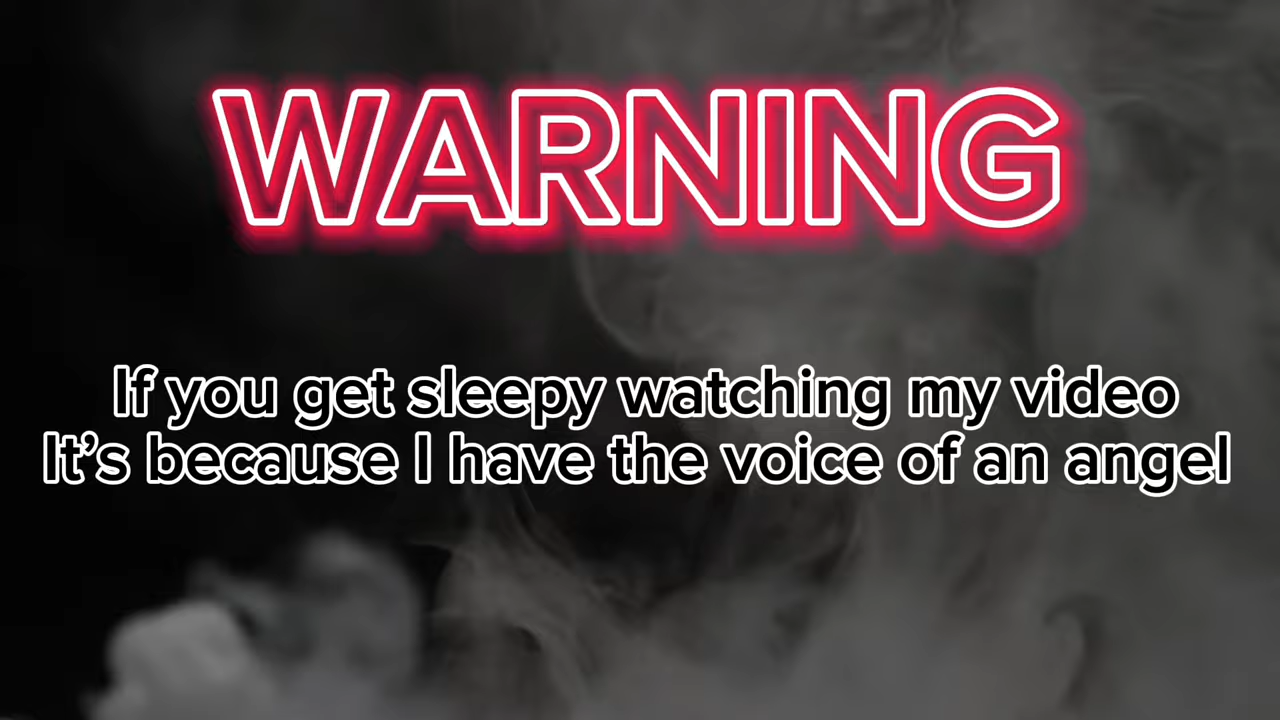 WARNING
If you get sleepy watching my video
It’s because I have the voice of an angel